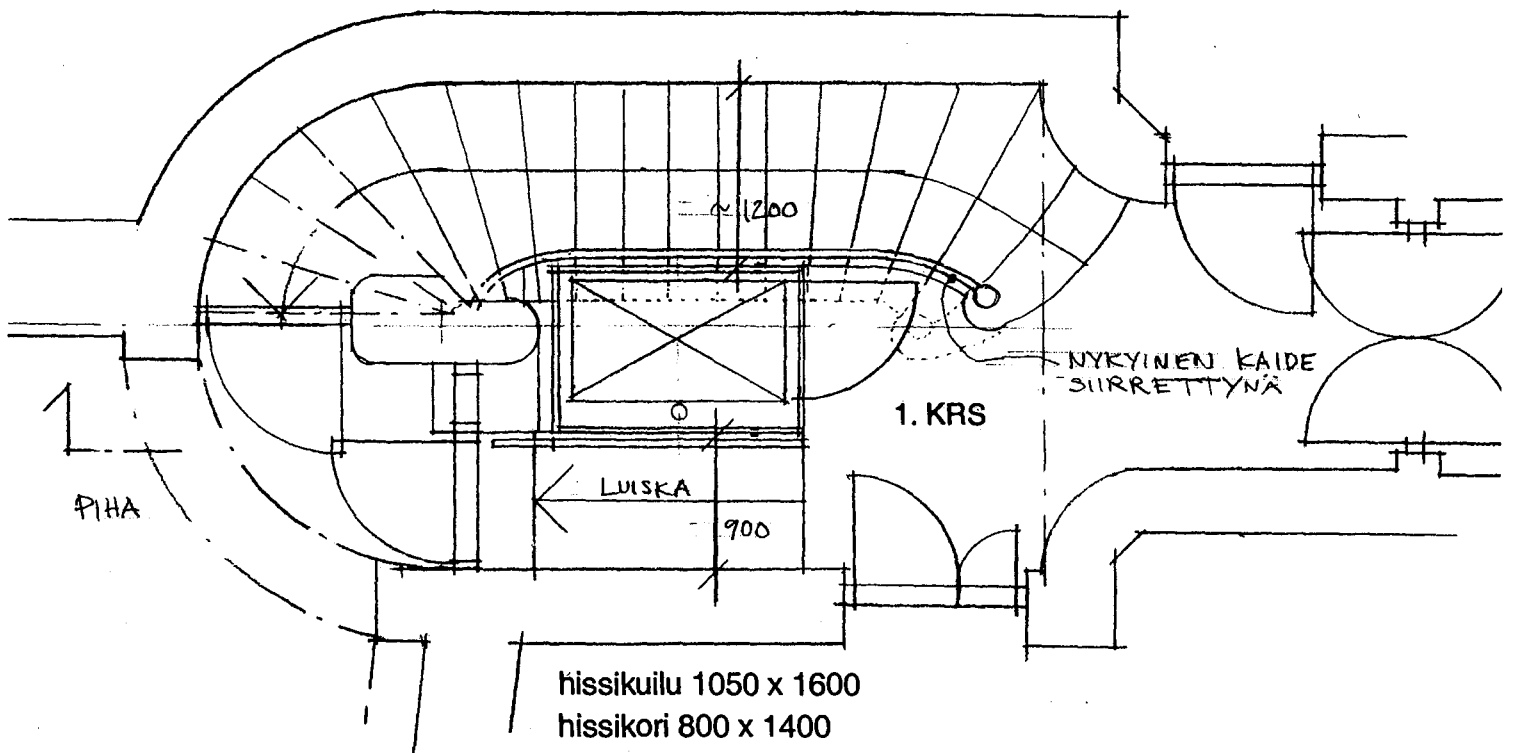 ~ 1200
NYKYINEN KAIDE
SIIRRETTYNÄ
1. KRS
LUISKA
PIHA
900
hissikuilu 1050 x 1600
hissikori 800 x 1400